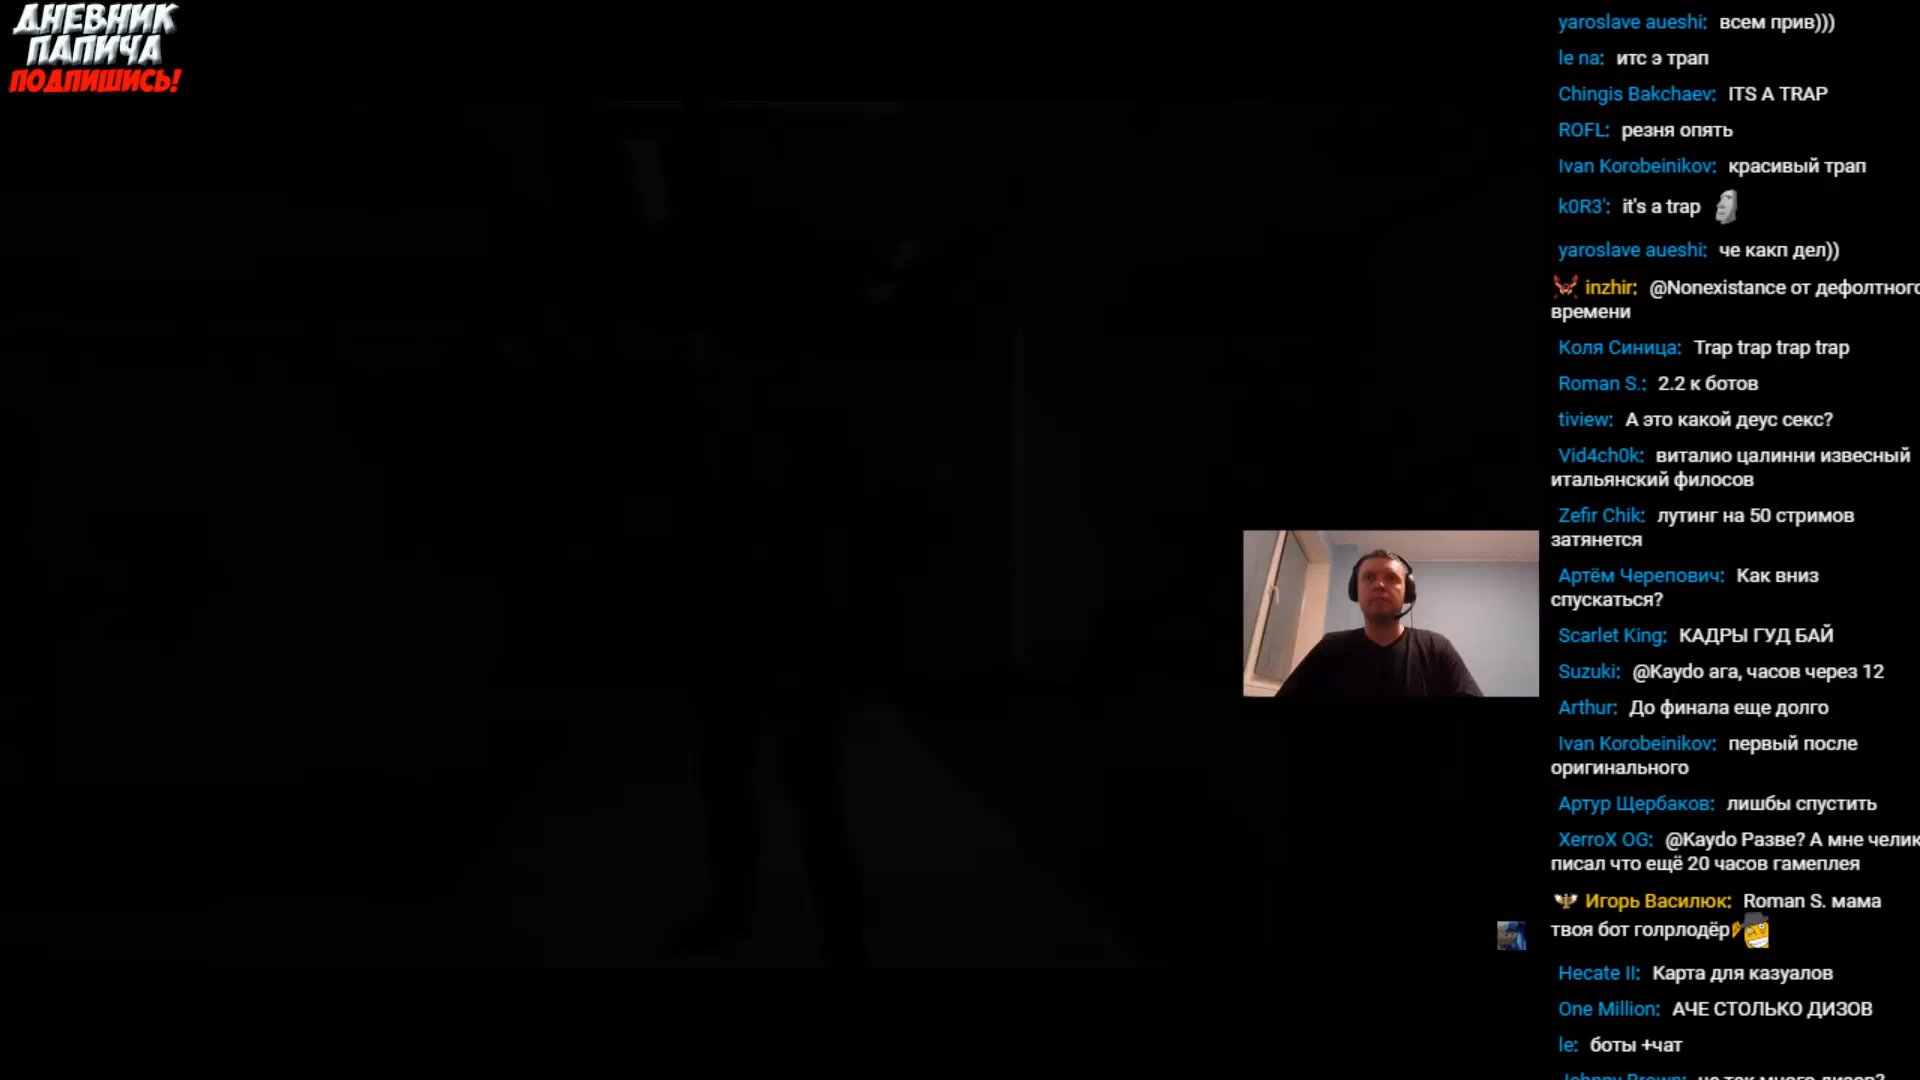 ДНЕВНИК
ПАПИЧА
ПОДПИШИСЬ!
yaroslave aueshi: всем прив)))
le na: итс э трап
Chingis Bakchaev: ITS A TRAP
ROFL: резня опять
Ivan Korobeinikov: красивый трап
k0R3': it's a trap
yaroslave aueshi: че какп дел))
inzhir: @Nonexistance от дефолтного
времени
Коля Синица: Trap trap trap trap
Roman S.: 2.2 к ботов
tiview: А это какой деус секс?
Vid4ch0k: виталио цалинни извесный
итальянский филосов
Zefir Chik: лутинг на 50 стримов
затянется
Артём Черепович: Как вниз
спускаться?
Scarlet King: КАДРЫ ГУД БАЙ
Suzuki: @Kaydo ага, часов через 12
Arthur: До финала еще долго
Ivan Korobeinikov: первый после
оригинального
Артур Щербаков: лишбы спустить
XerroX OG: @Kaydo Разве? А мне челик
писал что ещё 20 часов гамеплея
Игорь Василюк: Roman S. мама
твоя бот голрлодёр
Hecate II: Карта для казуалов
One Million: АЧЕ СТОЛЬКО ДИЗОВ
le: боты +чат